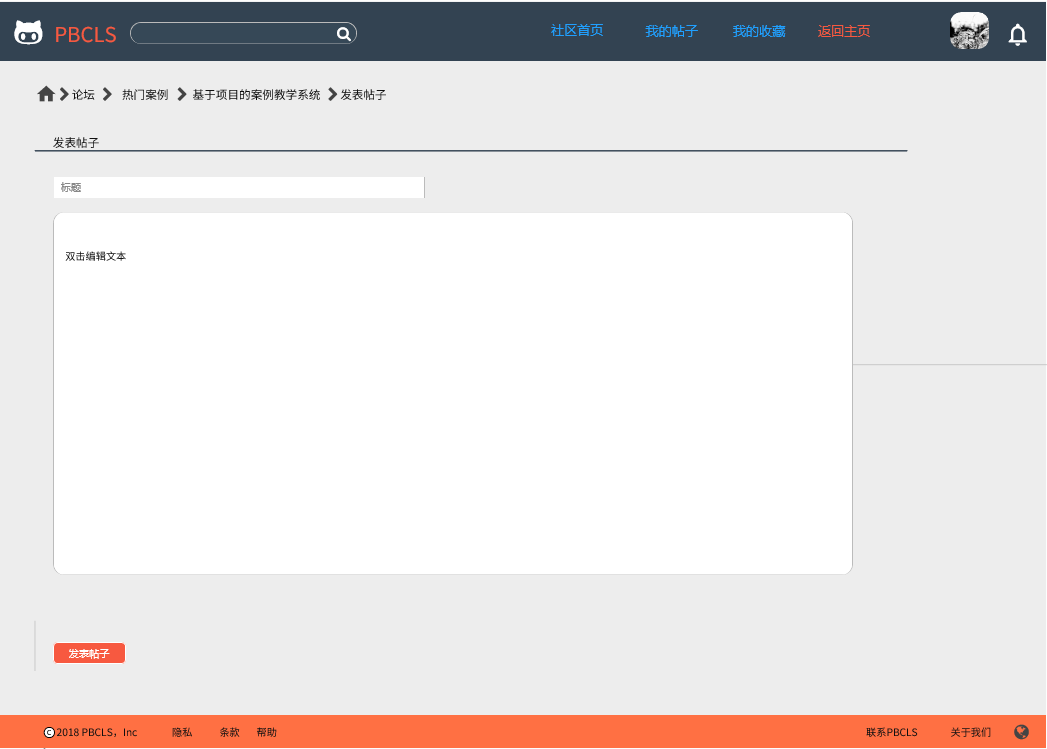 PBCLS 社区首页 我的帖子 我的收藏 返回主页
论坛 热门案例 基于项目的案例教学系统 发表帖子
发表帖子
标题
双击编辑文本
发表帖子
©2018 PBCLS，Inc 隐私 条款 帮助 联系PBCLS 关于我们